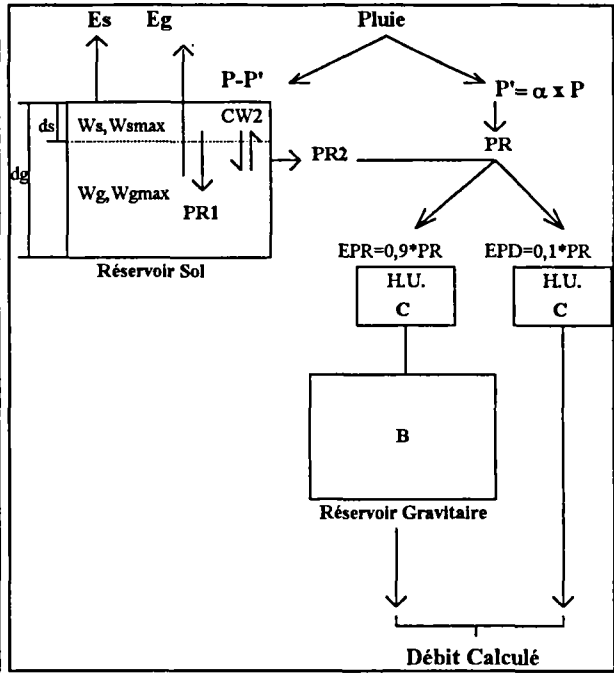 Es Eg Pluie
P-P' P'= α x P
ds Ws, Wsmax CW2
PR
dg PR2
Wg, Wgmax
PR1
EPR=0,9*PR EPD=0,1*PR
Réservoir Sol
H.U. H.U.
C C
B
Réservoir Gravitaire
Débit Calculé